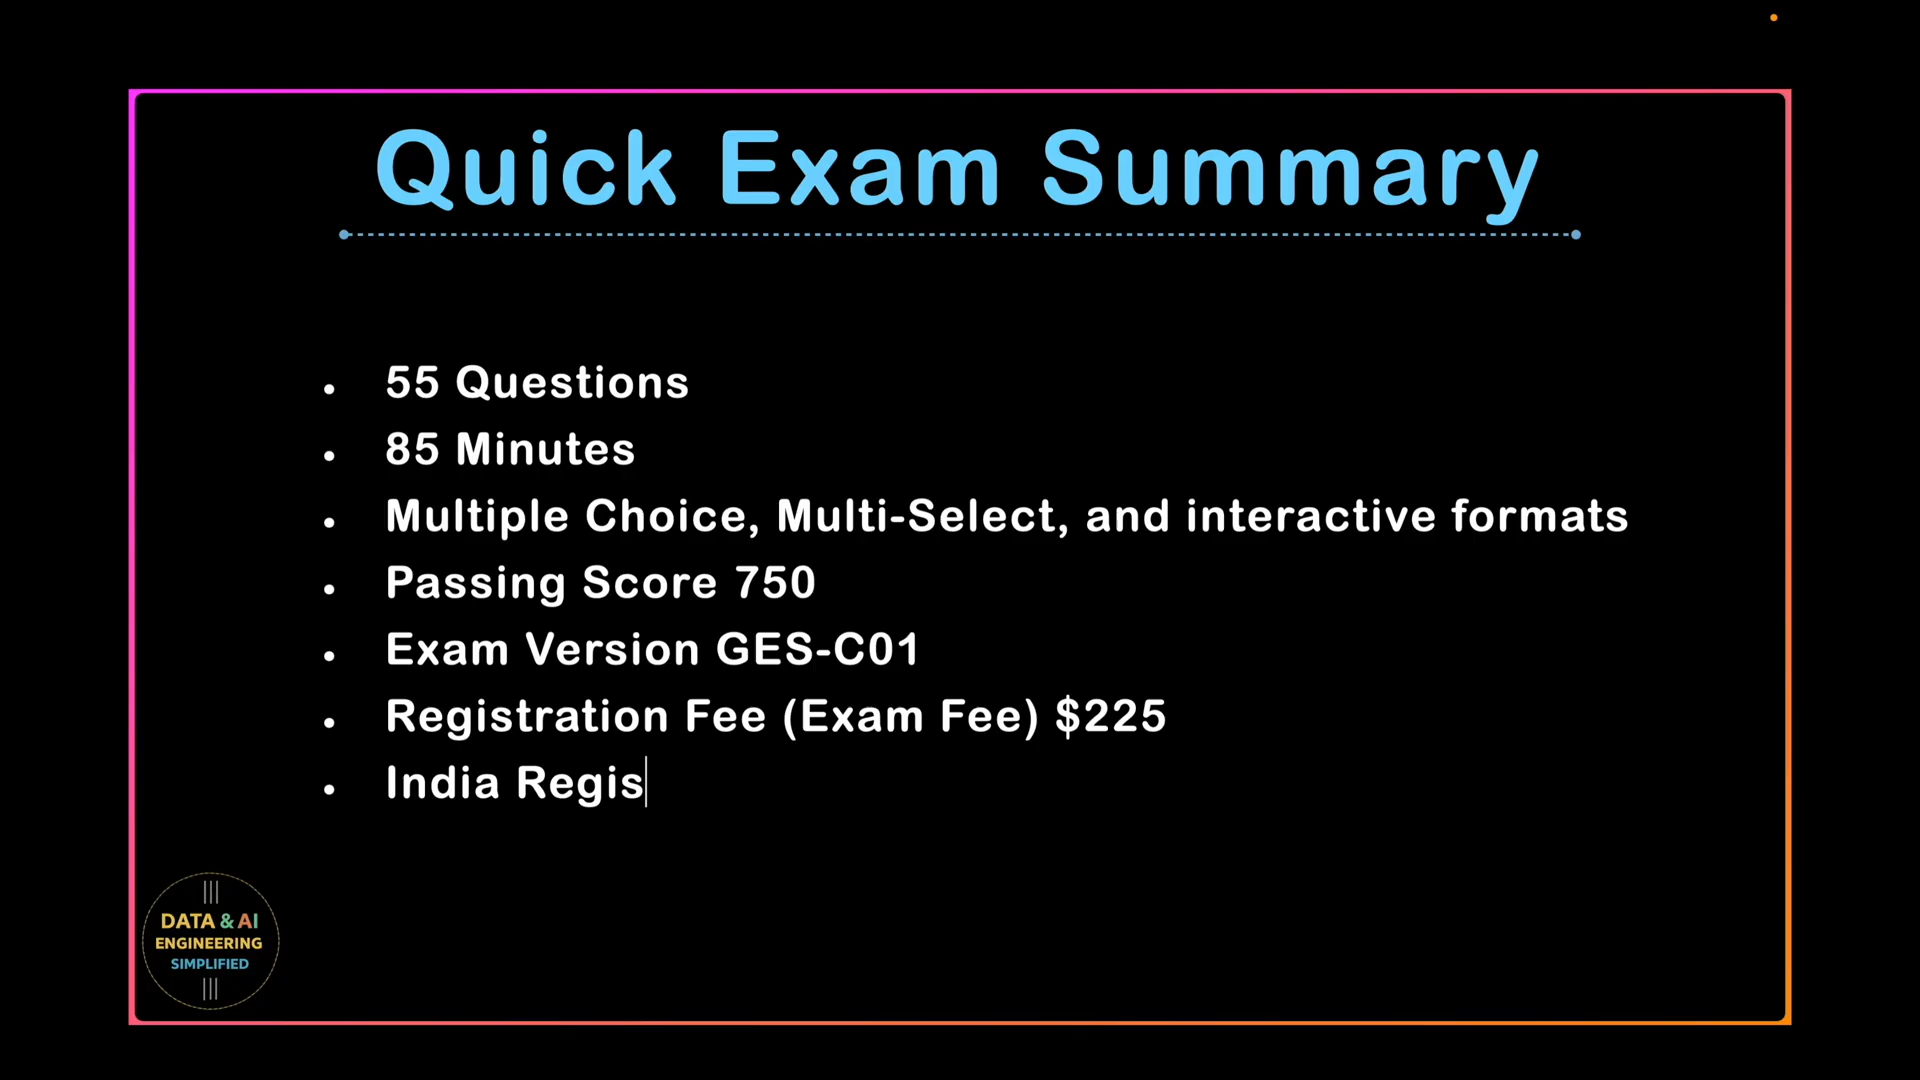 Quick Exam Summary
• 55 Questions
• 85 Minutes
• Multiple Choice, Multi-Select, and interactive formats
• Passing Score 750
• Exam Version GES-C01
• Registration Fee (Exam Fee) $225
• India Regis
DATA & AI
ENGINEERING
SIMPLIFIED